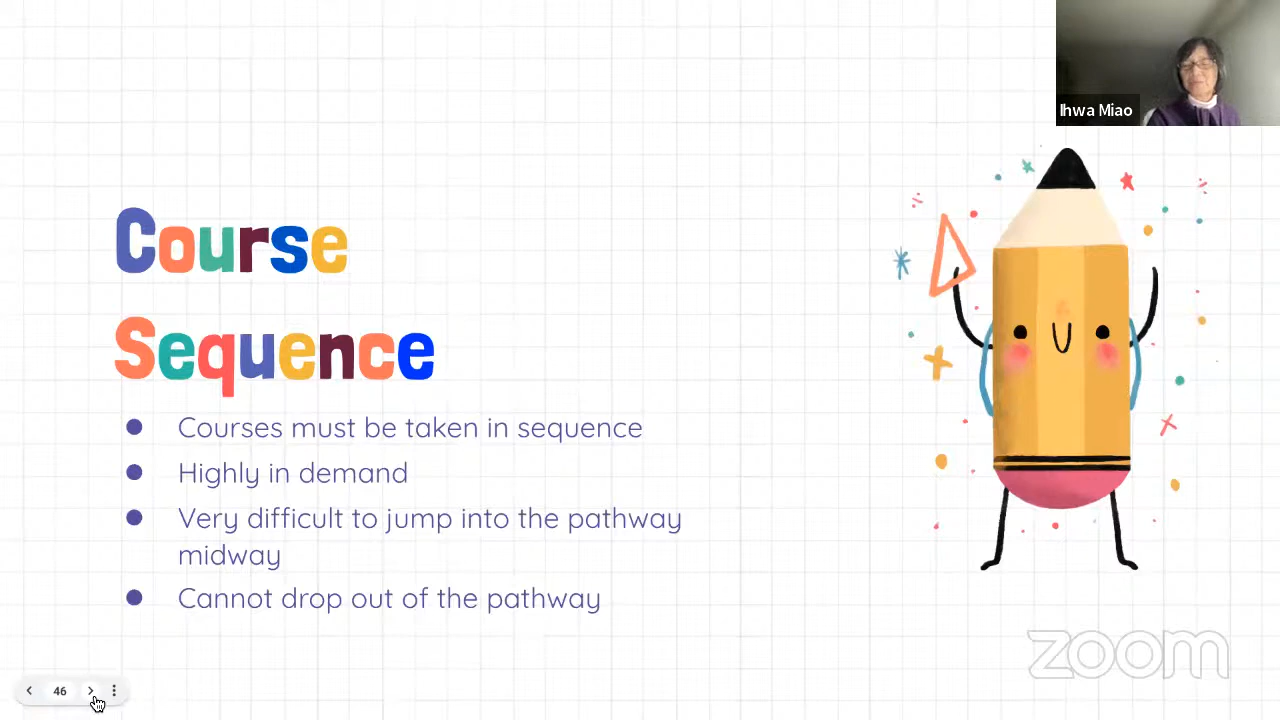 Ihwa Miao
Course
Sequence
Courses must be taken in sequence
Highly in demand
Very difficult to jump into the pathway
midway
Cannot drop out of the pathway
zoom
46